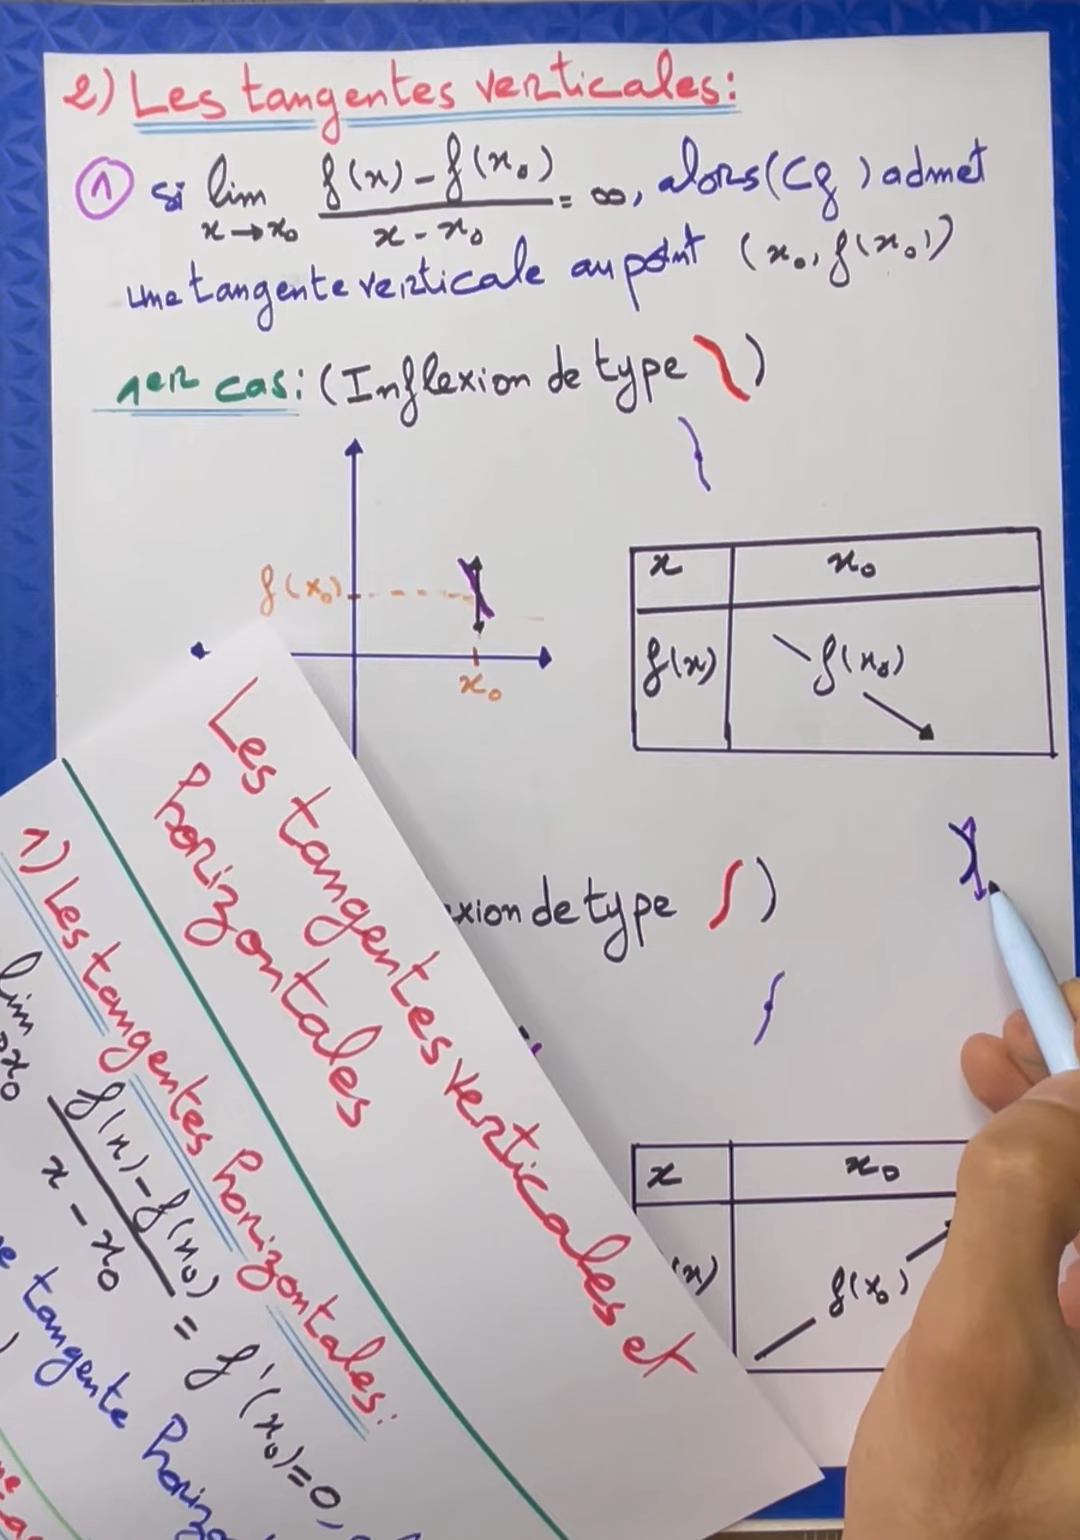 2) Les tangentes verticales:
① si lim x→x₀ (f(x) - f(x₀))/(x - x₀) = ∞, alors (Cf) admet
une tangente verticale au point (x₀, f(x₀))
1er cas: (Inflexion de type )
f(x₀)
x₀
x x₀
f(x) f(x₀)
xion de type )
x x₀
(x) f(x₀)
Les tangentes verticales et
horizontales
1) Les tangentes horizontales:
lim x₀ (f(x) - f(x₀))/(x - x₀) = f'(x₀) = 0,
tangente horizo